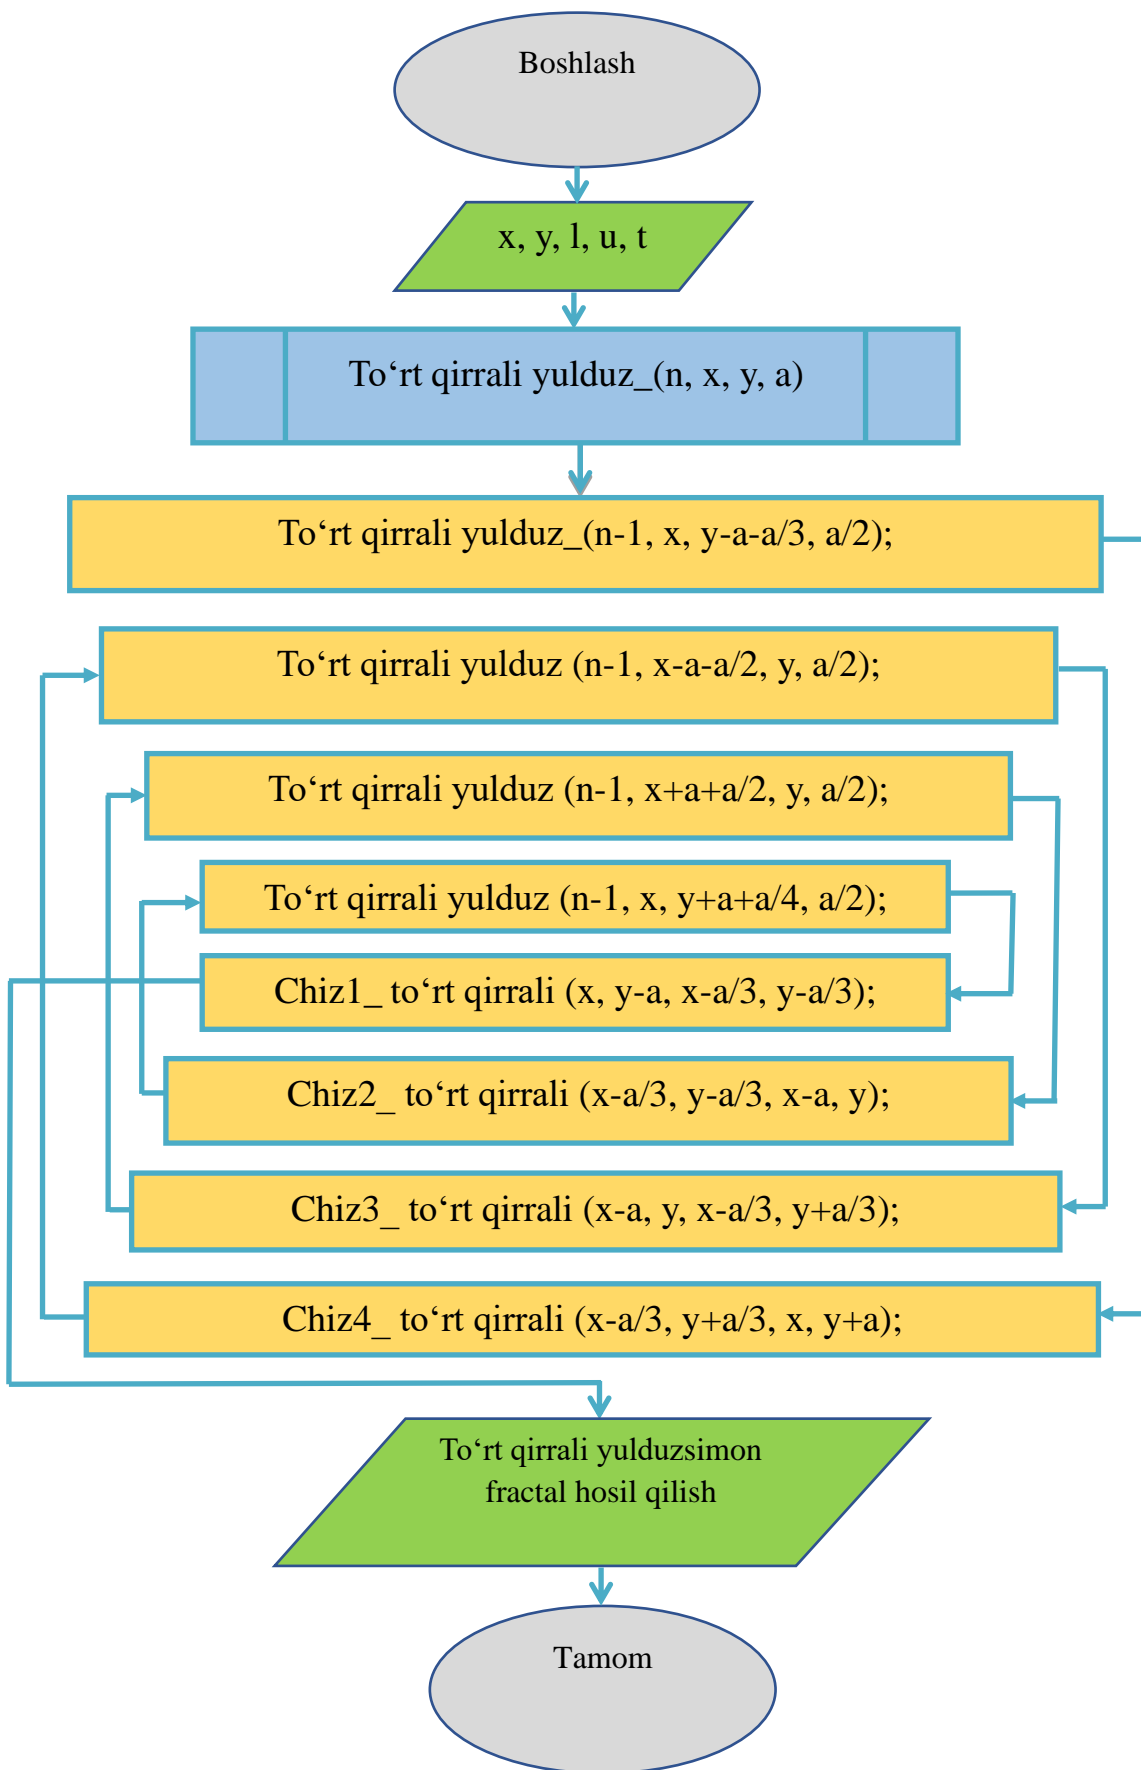 Boshlash
x, y, l, u, t
To‘rt qirrali yulduz_(n, x, y, a)
To‘rt qirrali yulduz_(n-1, x, y-a-a/3, a/2);
To‘rt qirrali yulduz (n-1, x-a-a/2, y, a/2);
To‘rt qirrali yulduz (n-1, x+a+a/2, y, a/2);
To‘rt qirrali yulduz (n-1, x, y+a+a/4, a/2);
Chiz1_ to‘rt qirrali (x, y-a, x-a/3, y-a/3);
Chiz2_ to‘rt qirrali (x-a/3, y-a/3, x-a, y);
Chiz3_ to‘rt qirrali (x-a, y, x-a/3, y+a/3);
Chiz4_ to‘rt qirrali (x-a/3, y+a/3, x, y+a);
To‘rt qirrali yulduzsimon
fractal hosil qilish
Tamom